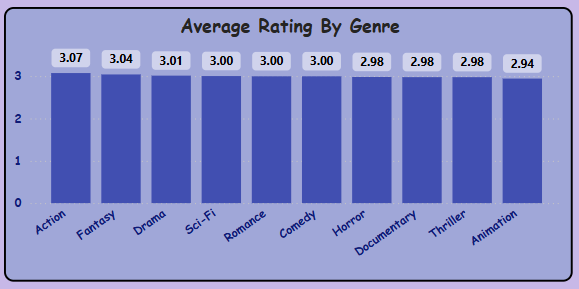 Average Rating By Genre
3.07 3.04 3.01 3.00 3.00 3.00 2.98 2.98 2.98 2.94
3
2
1
0
Action Fantasy Drama Sci-Fi Romance Comedy Horror Documentary Thriller Animation